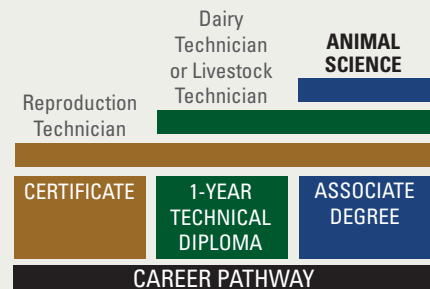 Dairy
Technician
or Livestock
Technician
ANIMAL
SCIENCE
Reproduction
Technician
CERTIFICATE
1-YEAR
TECHNICAL
DIPLOMA
ASSOCIATE
DEGREE
CAREER PATHWAY